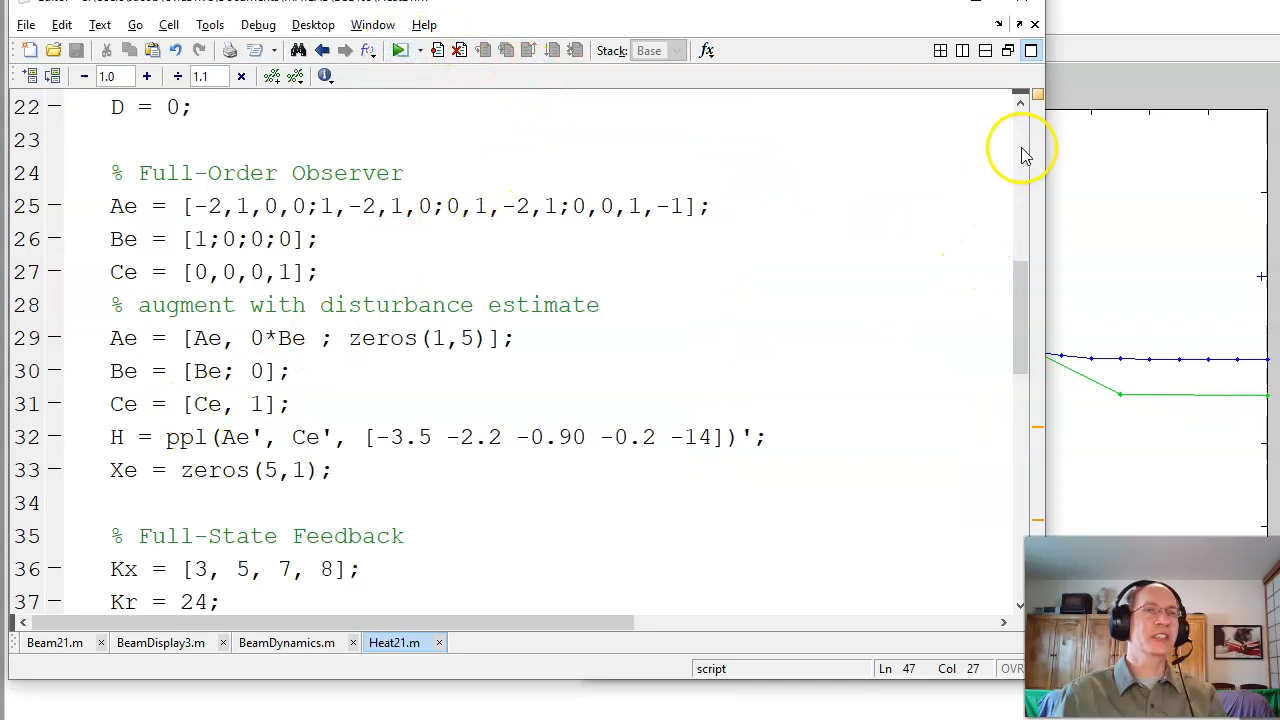 File Edit Text Go Cell Tools Debug Desktop Window Help
Stack: Base fx
− 1.0 + ÷ 1.1 ×
22 D = 0;
23
24 % Full-Order Observer
25 Ae = [-2,1,0,0;1,-2,1,0;0,1,-2,1;0,0,1,-1];
26 Be = [1;0;0;0];
27 Ce = [0,0,0,1];
28 % augment with disturbance estimate
29 Ae = [Ae, 0*Be ; zeros(1,5)];
30 Be = [Be; 0];
31 Ce = [Ce, 1];
32 H = ppl(Ae', Ce', [-3.5 -2.2 -0.90 -0.2 -14])';
33 Xe = zeros(5,1);
34
35 % Full-State Feedback
36 Kx = [3, 5, 7, 8];
37 Kr = 24;
Beam21.m BeamDisplay3.m BeamDynamics.m Heat21.m
script Ln 47 Col 27 OVR